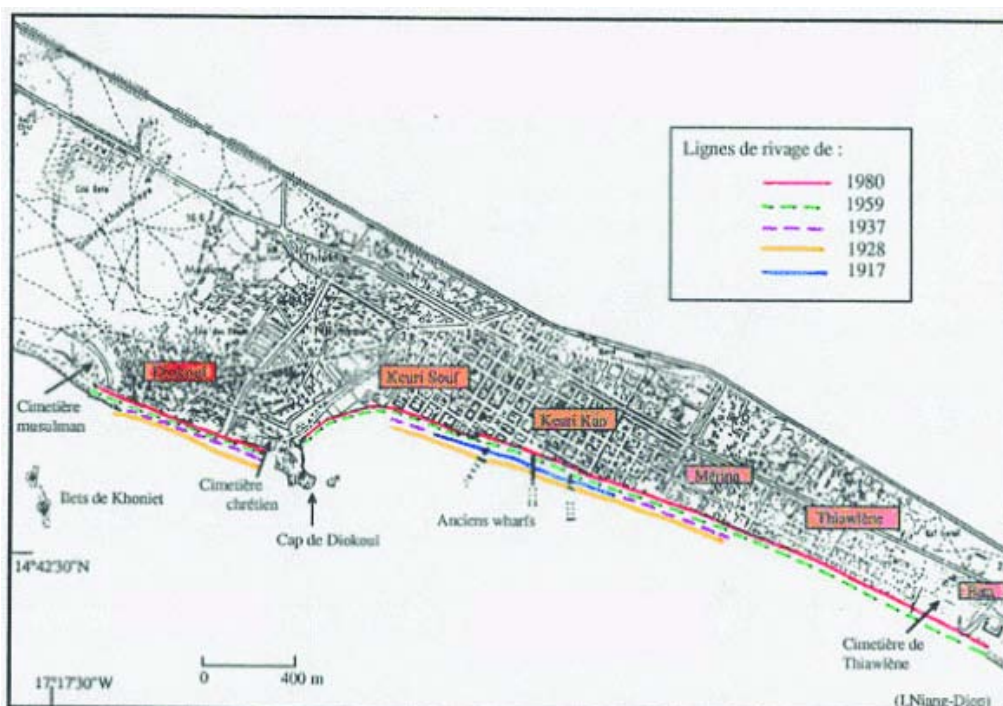 Lignes de rivage de :
1980
1959
1937
1928
1917
Keuri Souf
Keuri Kao
Mérina
Thiawlène
Cimetière
musulman
Cimetière
chrétien
Ilets de Khoniet
Anciens wharfs
Cap de Diokoul
14°42'30"N
Cimetière de
Thiawlène
0
400 m
17°17'30"W
(I.Niang-Diop)